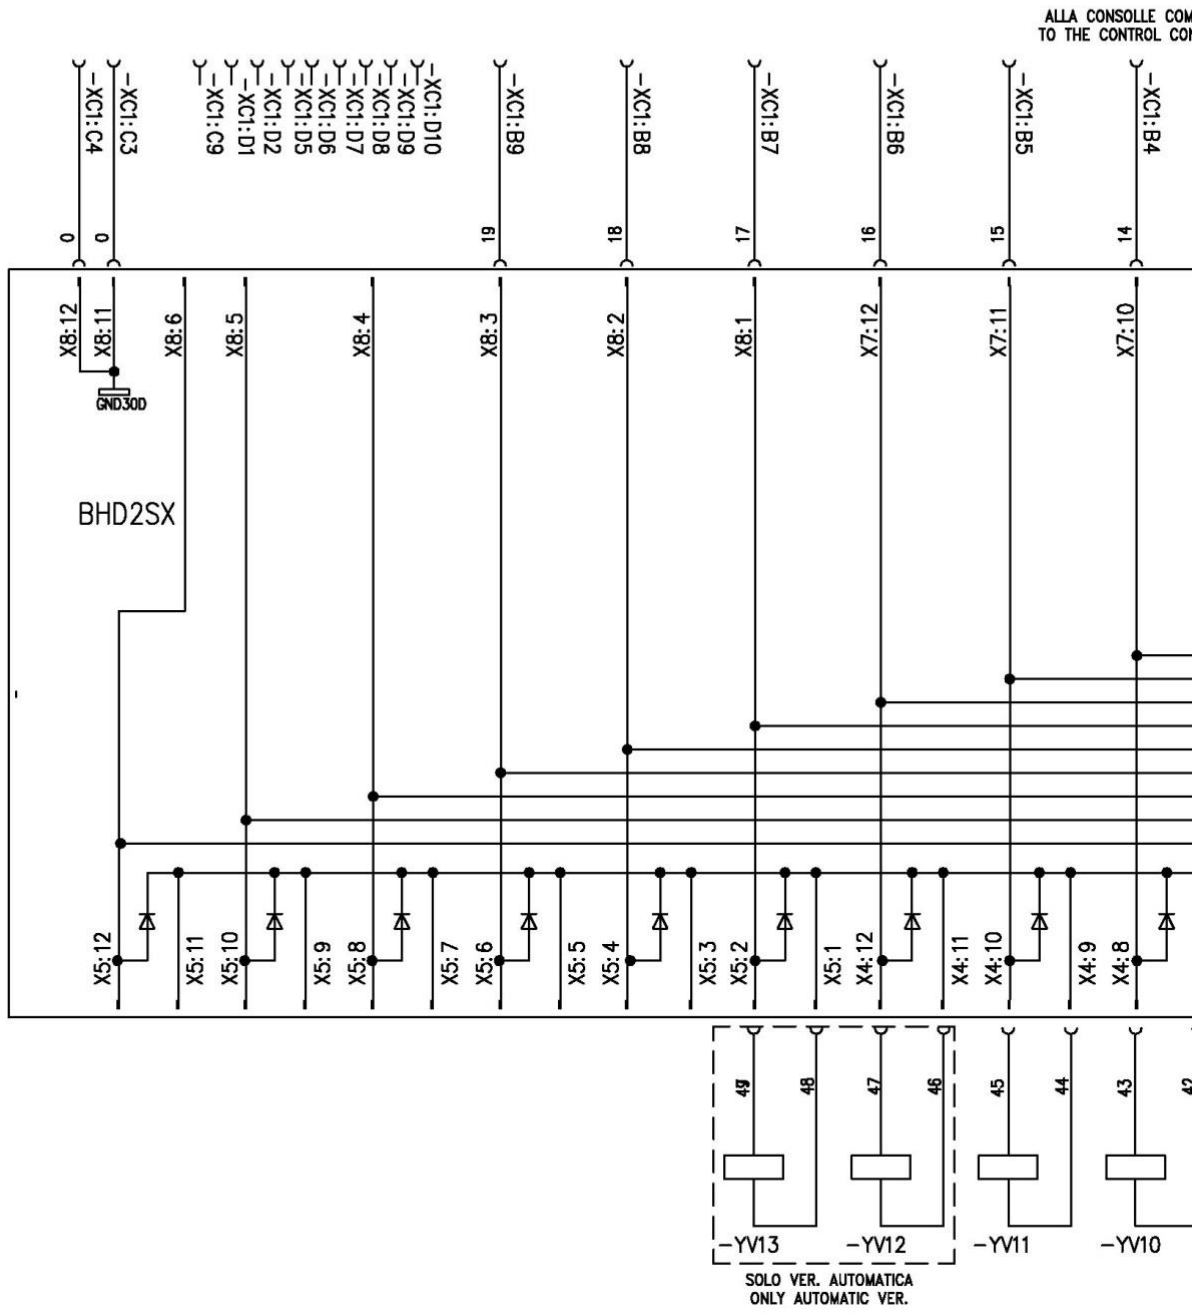 ALLA CONSOLLE COM
TO THE CONTROL CON
-XC1:C4
-XC1:C3
-XC1:C9
-XC1:D1
-XC1:D2
-XC1:D5
-XC1:D6
-XC1:D7
-XC1:D8
-XC1:D9
-XC1:D10
-XC1:B9
-XC1:B8
-XC1:B7
-XC1:B6
-XC1:B5
-XC1:B4
0
0
19
18
17
16
15
14
X8:12
X8:11
X8:6
X8:5
X8:4
X8:3
X8:2
X8:1
X7:12
X7:11
X7:10
GND30D
BHD2SX
X5:12
X5:11
X5:10
X5:9
X5:8
X5:7
X5:6
X5:5
X5:4
X5:3
X5:2
X5:1
X4:12
X4:11
X4:10
X4:9
X4:8
48
47
46
45
44
43
42
-YV13
-YV12
-YV11
-YV10
SOLO VER. AUTOMATICA
ONLY AUTOMATIC VER.